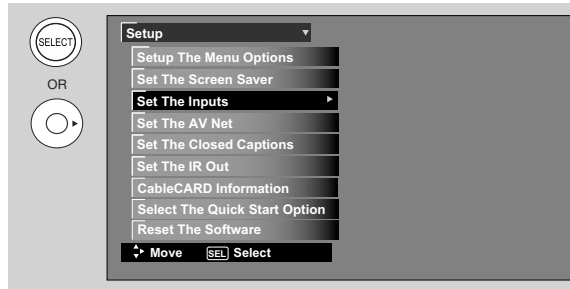 SELECT
OR
Setup
Setup The Menu Options
Set The Screen Saver
Set The Inputs
Set The AV Net
Set The Closed Captions
Set The IR Out
CableCARD Information
Select The Quick Start Option
Reset The Software
Move SEL Select